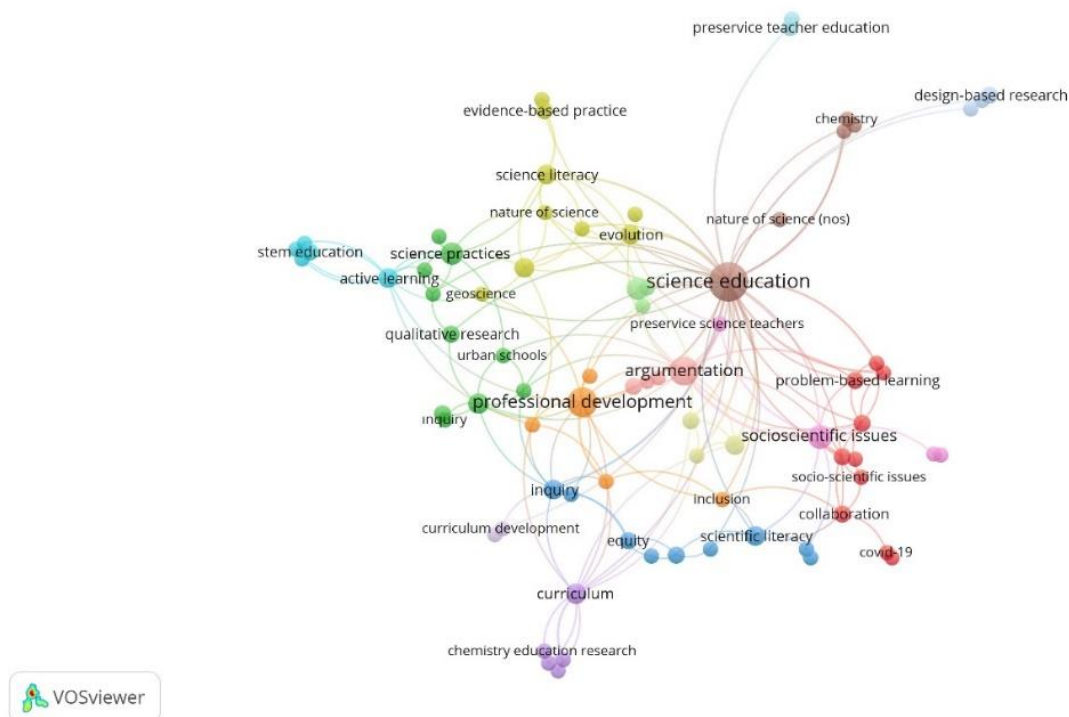 preservice teacher education
design-based research
evidence-based practice
chemistry
science literacy
nature of science
nature of science (nos)
evolution
stem education
science practices
active learning
science education
geoscience
preservice science teachers
qualitative research
urban schools
argumentation
problem-based learning
professional development
inquiry
socioscientific issues
socio-scientific issues
inquiry
inclusion
collaboration
curriculum development
equity
scientific literacy
covid-19
curriculum
chemistry education research
VOSviewer